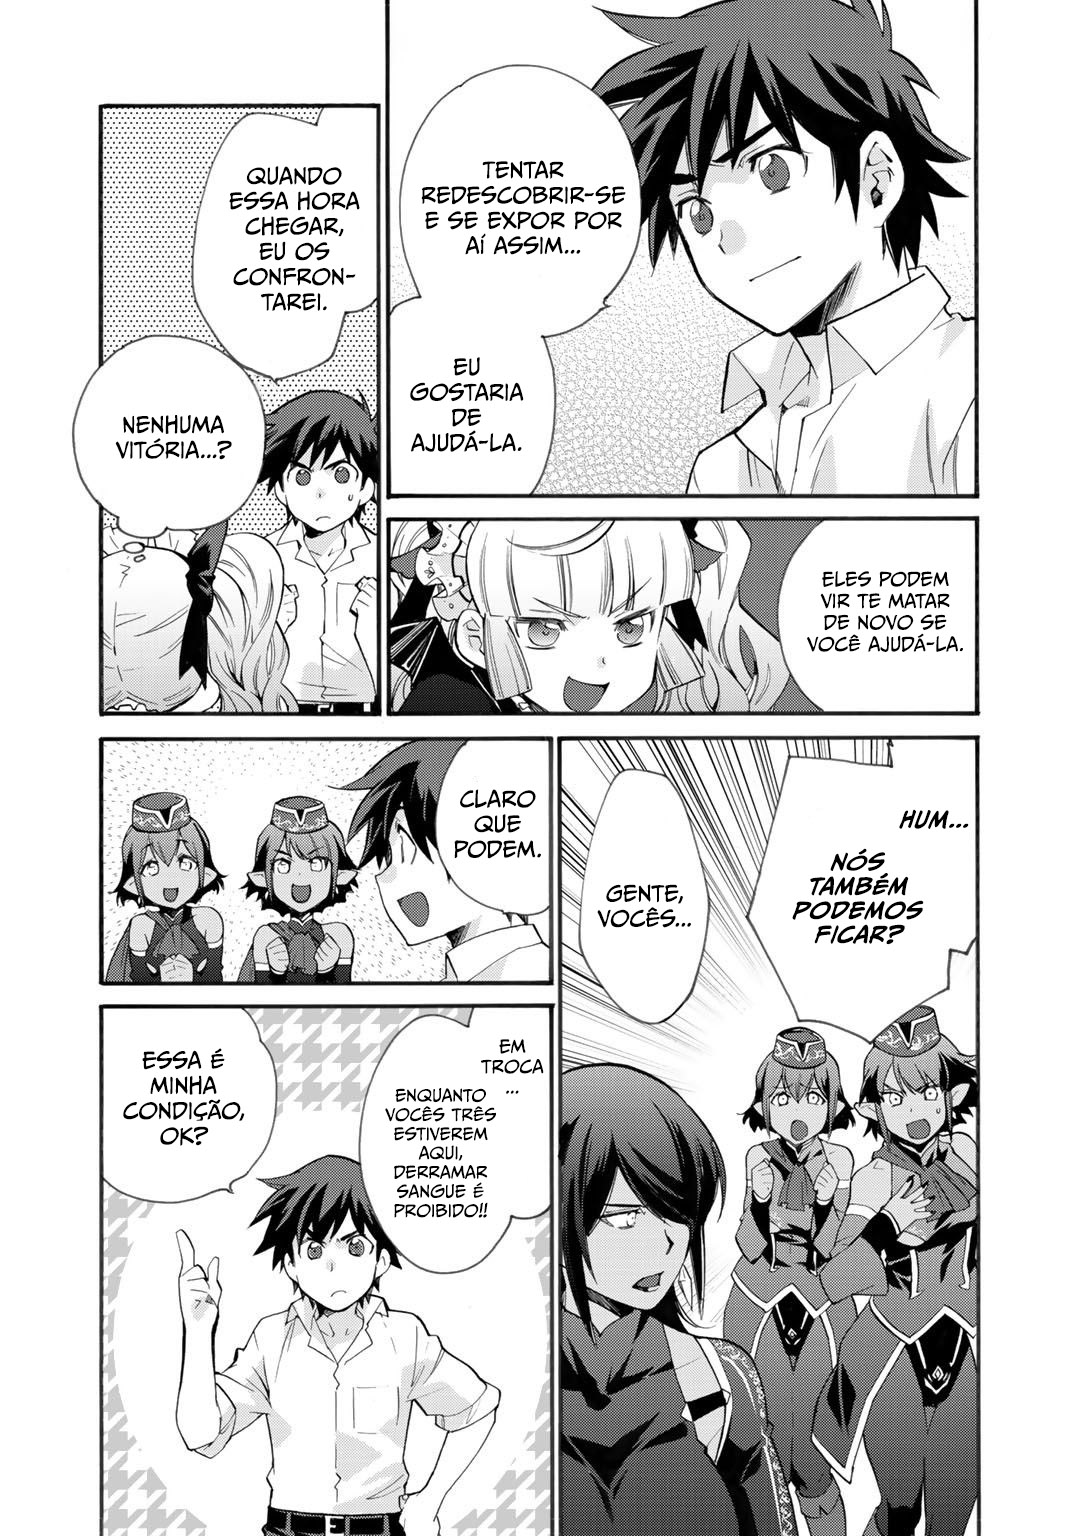 TENTAR
REDESCOBRIR-SE
E SE EXPOR POR
AÍ ASSIM...
EU
GOSTARIA
DE
AJUDÁ-LA.
QUANDO
ESSA HORA
CHEGAR,
EU OS
CONFRON-
TAREI.
NENHUMA
VITÓRIA...?
ELES PODEM
VIR TE MATAR
DE NOVO SE
VOCÊ AJUDÁ-LA.
HUM...
NÓS
TAMBÉM
PODEMOS
FICAR?
GENTE,
VOCÊS...
CLARO
QUE
PODEM.
EM
TROCA
...
ENQUANTO
VOCÊS TRÊS
ESTIVEREM
AQUI,
DERRAMAR
SANGUE É
PROIBIDO!!
ESSA É
MINHA
CONDIÇÃO,
OK?